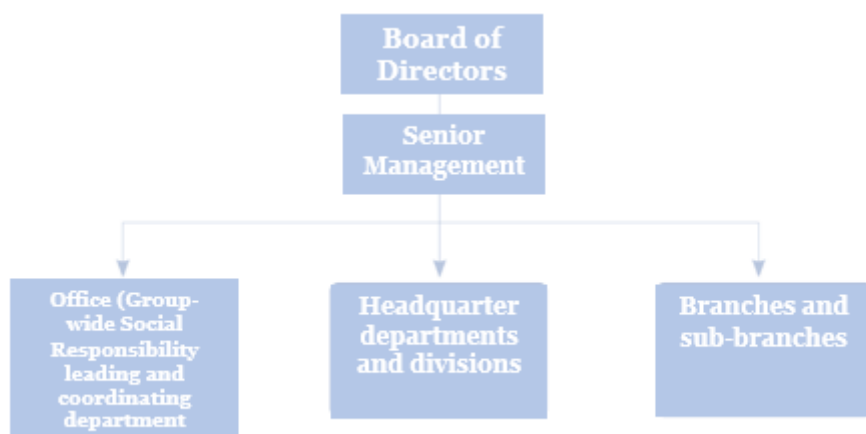 Board of
Directors
Senior
Management
Office (Group-
wide Social
Responsibility
leading and
coordinating
department
Headquarter
departments
and divisions
Branches and
sub-branches